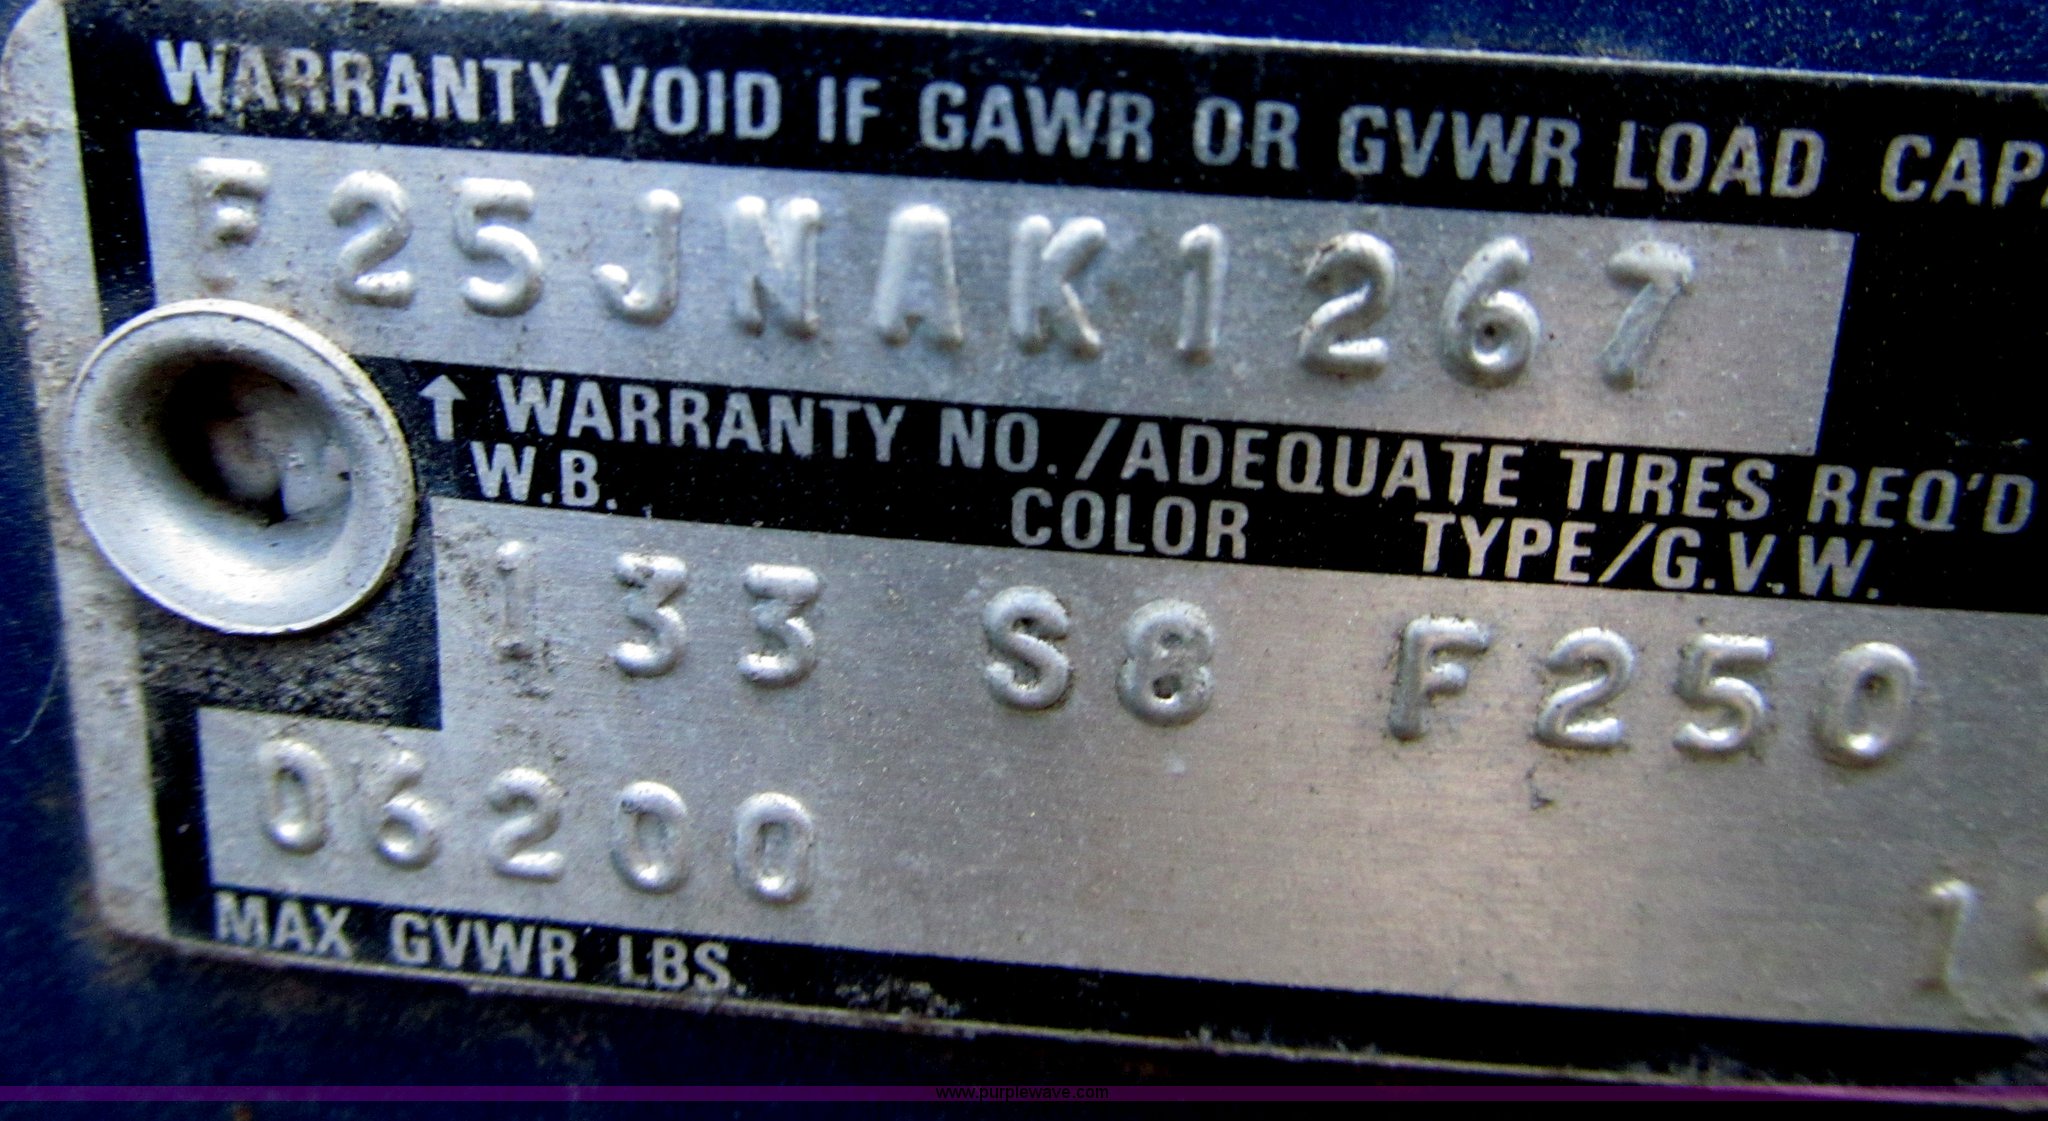 WARRANTY VOID IF GAWR OR GVWR LOAD CAP
F25JNAK1267
↑ WARRANTY NO./ADEQUATE TIRES REQ'D
W.B. COLOR TYPE/G.V.W.
133 S8 F250
06200
MAX GVWR LBS.
www.purplewave.com